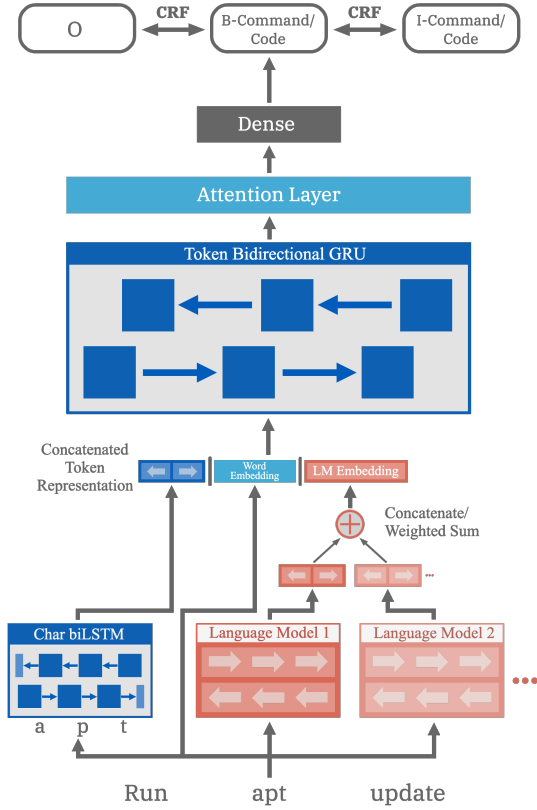 CRF
CRF
O
B-Command/
Code
I-Command/
Code
Dense
Attention Layer
Token Bidirectional GRU
Concatenated
Token
Representation
Word
Embedding
LM Embedding
Concatenate/
Weighted Sum
...
Char biLSTM
Language Model 1
Language Model 2
...
a p t
Run apt update